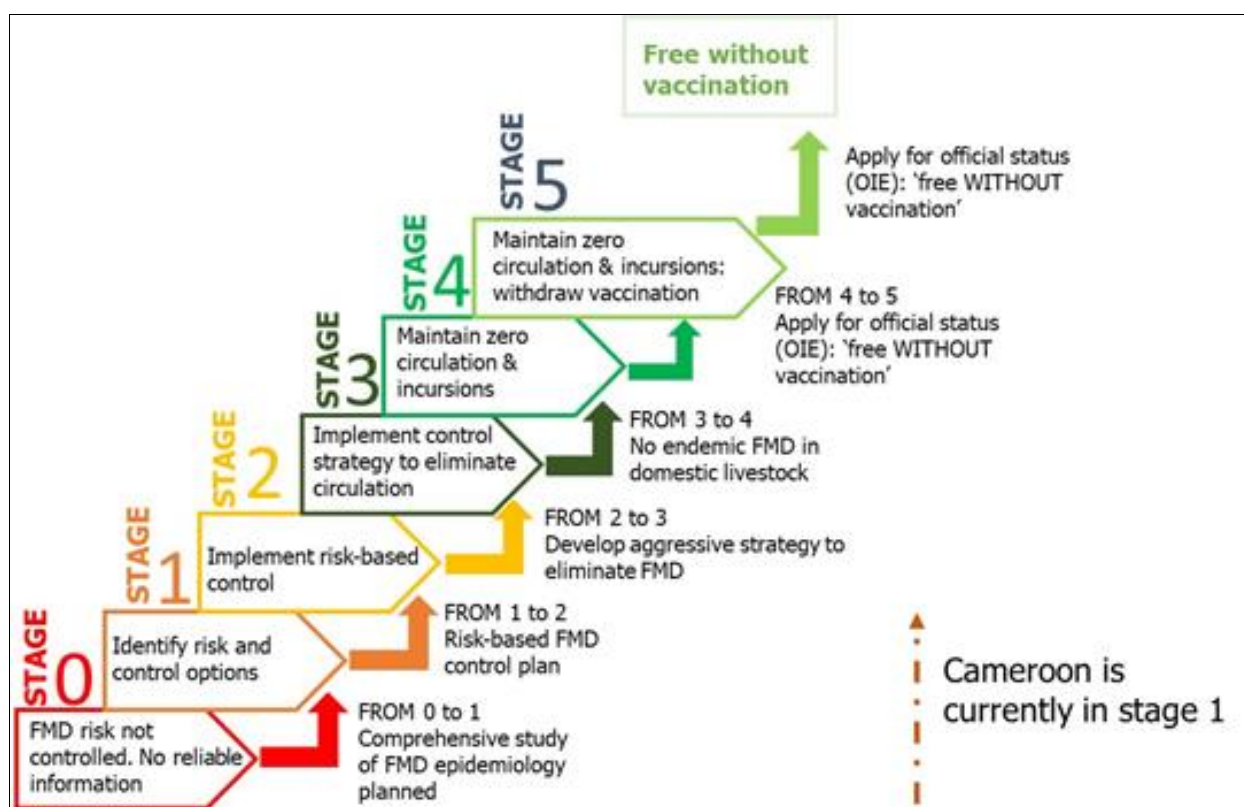 Free without
vaccination
Apply for official status
(OIE): ‘free WITHOUT
vaccination’
STAGE 5
Maintain zero
circulation & incursions:
withdraw vaccination
FROM 4 to 5
Apply for official status
(OIE): ‘free WITHOUT
vaccination’
STAGE 4
Maintain zero
circulation &
incursions
FROM 3 to 4
No endemic FMD in
domestic livestock
STAGE 3
Implement control
strategy to eliminate
circulation
FROM 2 to 3
Develop aggressive strategy to
eliminate FMD
STAGE 2
Implement risk-based
control
FROM 1 to 2
Risk-based FMD
control plan
STAGE 1
Identify risk and
control options
FROM 0 to 1
Comprehensive study
of FMD epidemiology
planned
STAGE 0
FMD risk not
controlled. No reliable
information
Cameroon is
currently in stage 1